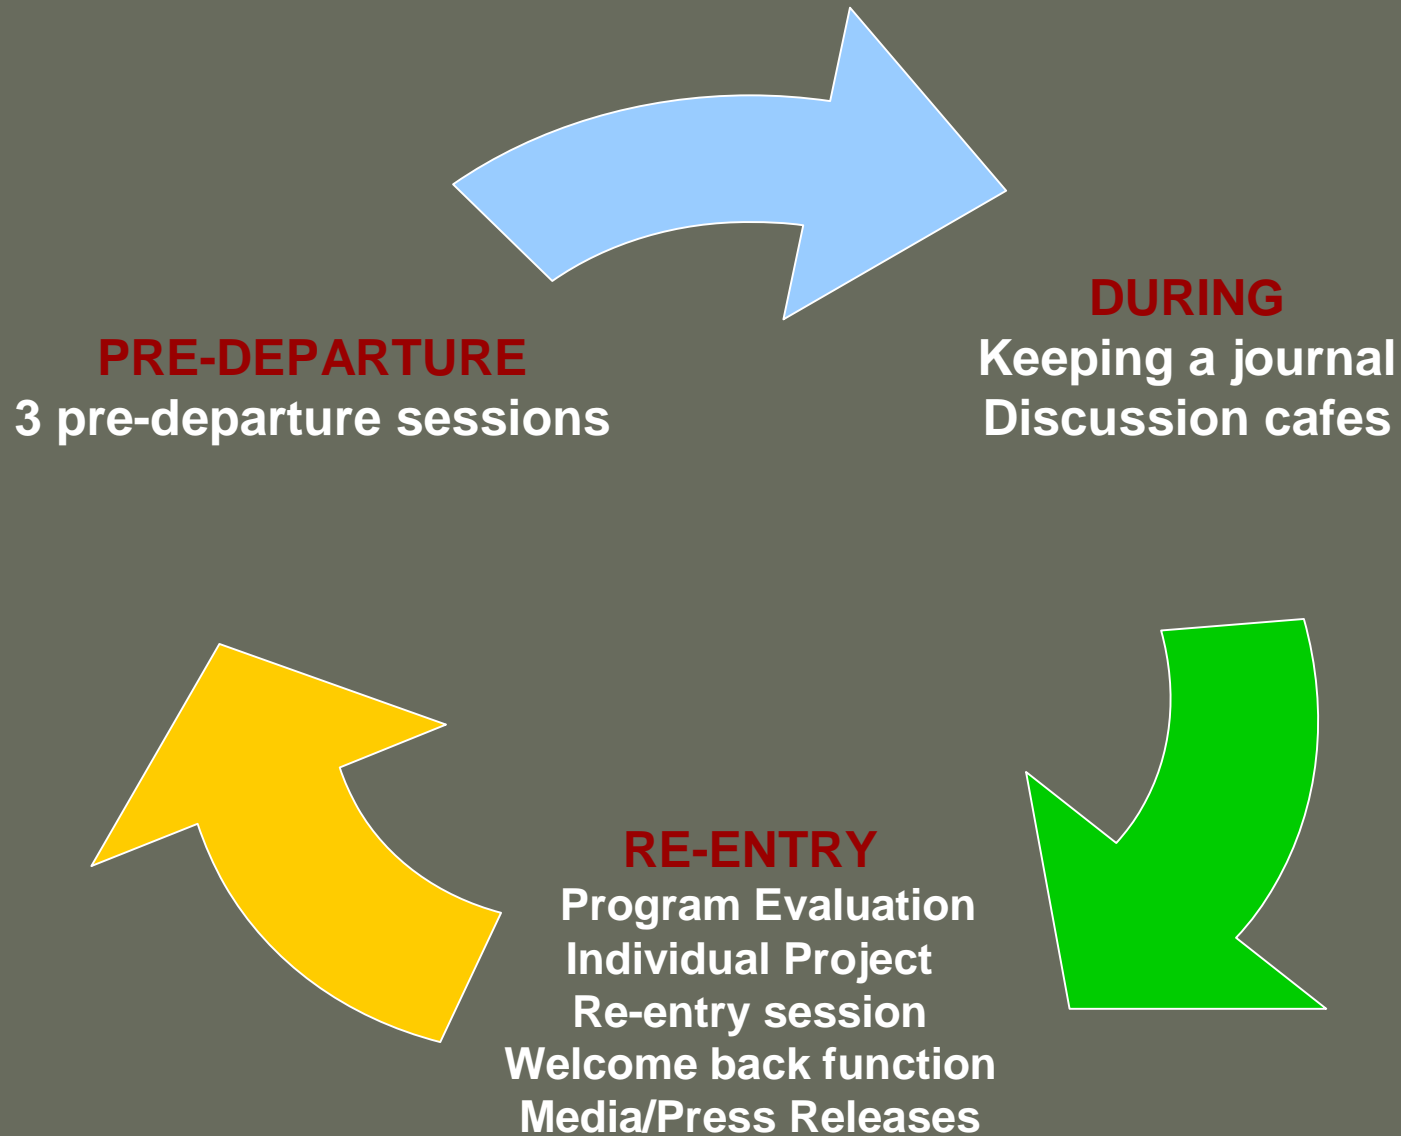 PRE-DEPARTURE
3 pre-departure sessions
DURING
Keeping a journal
Discussion cafes
RE-ENTRY
Program Evaluation
Individual Project
Re-entry session
Welcome back function
Media/Press Releases